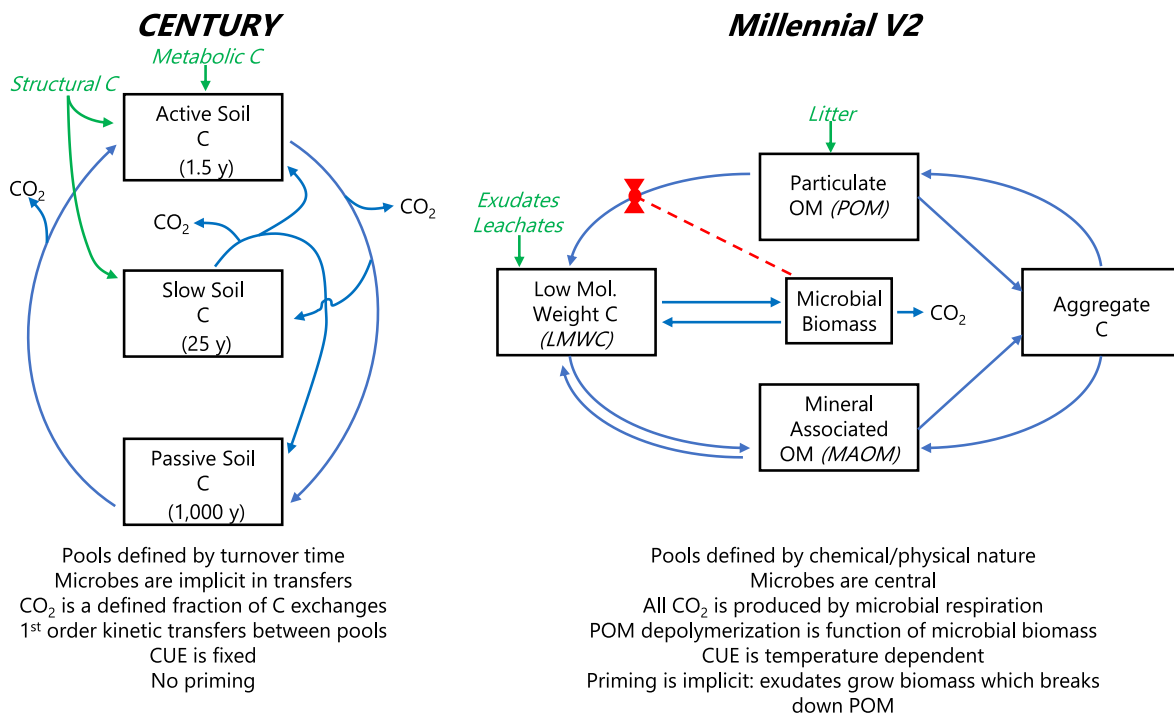 CENTURY
Metabolic C
Structural C
Active Soil
C
(1.5 y)
CO₂
CO₂
CO₂
Slow Soil
C
(25 y)
Passive Soil
C
(1,000 y)
Pools defined by turnover time
Microbes are implicit in transfers
CO₂ is a defined fraction of C exchanges
1st order kinetic transfers between pools
CUE is fixed
No priming
Millennial V2
Litter
Particulate
OM (POM)
Exudates
Leachates
Low Mol.
Weight C
(LMWC)
Microbial
Biomass
CO₂
Aggregate
C
Mineral
Associated
OM (MAOM)
Pools defined by chemical/physical nature
Microbes are central
All CO₂ is produced by microbial respiration
POM depolymerization is function of microbial biomass
CUE is temperature dependent
Priming is implicit: exudates grow biomass which breaks
down POM